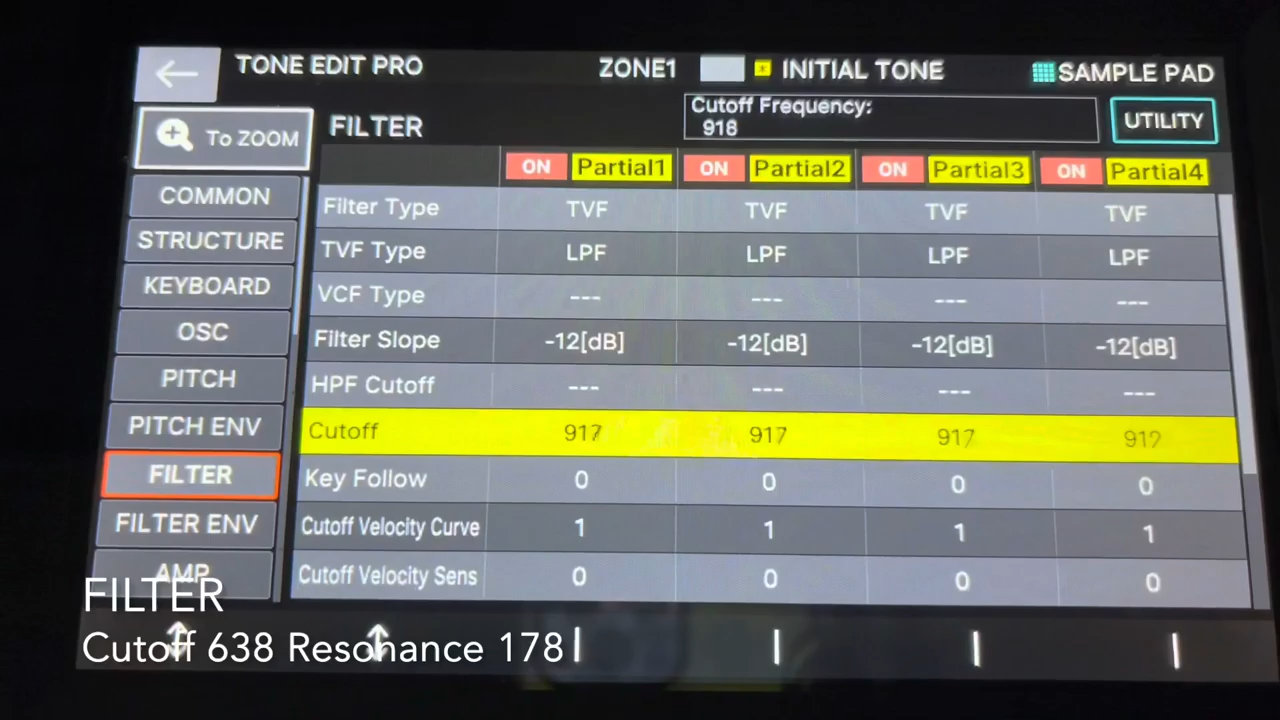 TONE EDIT PRO ZONE1 INITIAL TONE SAMPLE PAD
To ZOOM FILTER Cutoff Frequency: UTILITY
918
ON Partial1 ON Partial2 ON Partial3 ON Partial4
COMMON Filter Type TVF TVF TVF TVF
STRUCTURE TVF Type LPF LPF LPF LPF
KEYBOARD VCF Type --- --- --- ---
OSC Filter Slope -12[dB] -12[dB] -12[dB] -12[dB]
PITCH HPF Cutoff --- --- --- ---
PITCH ENV Cutoff 917 917 917
FILTER Key Follow 0 0 0 0
FILTER ENV Cutoff Velocity Curve 1 1 1 1
AMP Cutoff Velocity Sens 0 0 0 0
FILTER
Cutoff 638 Resonance 178